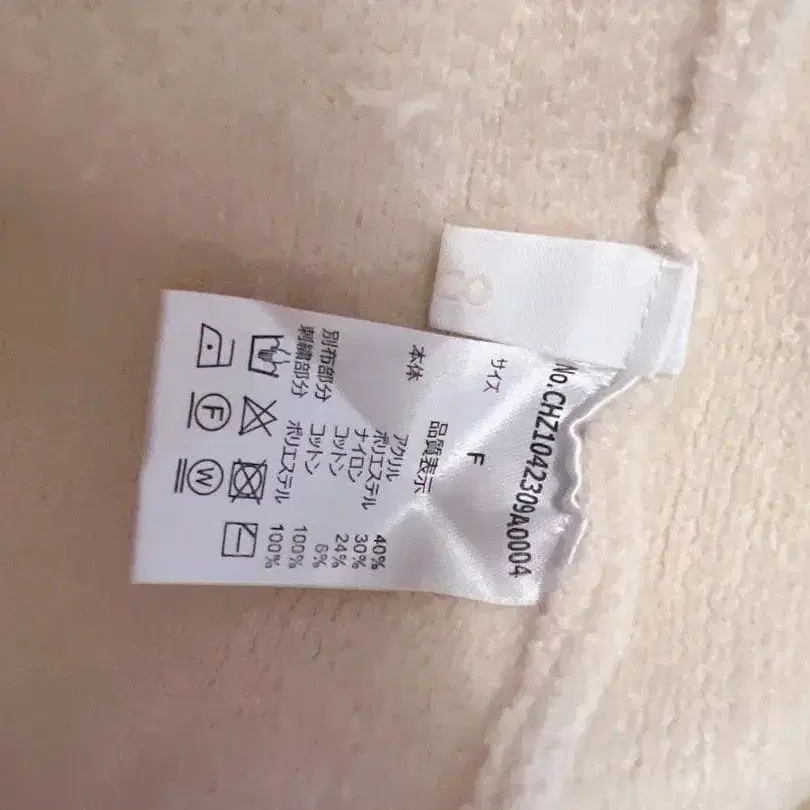 No.CHZ1042309A0004
サイズ F
品質表示
本体 アクリル 40%
ポリエステル 30%
ナイロン 24%
コットン 6%
別布部分 コットン 100%
刺繍部分 ポリエステル 100%
F W